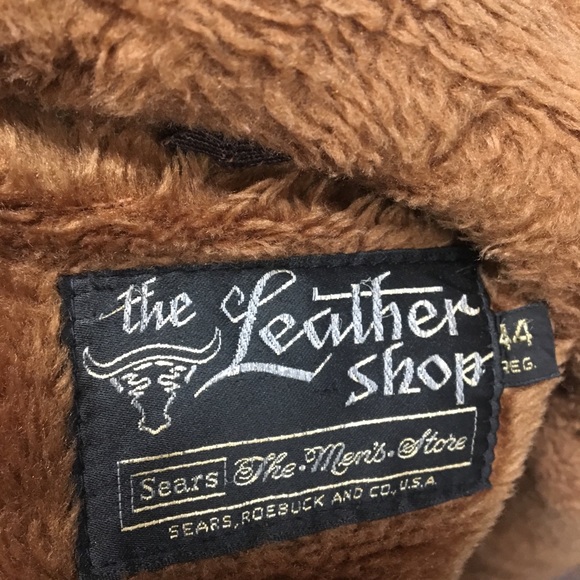 the Leather
Shop
44
REG.
Sears The·Men's·Store
SEARS, ROEBUCK AND CO., U.S.A.